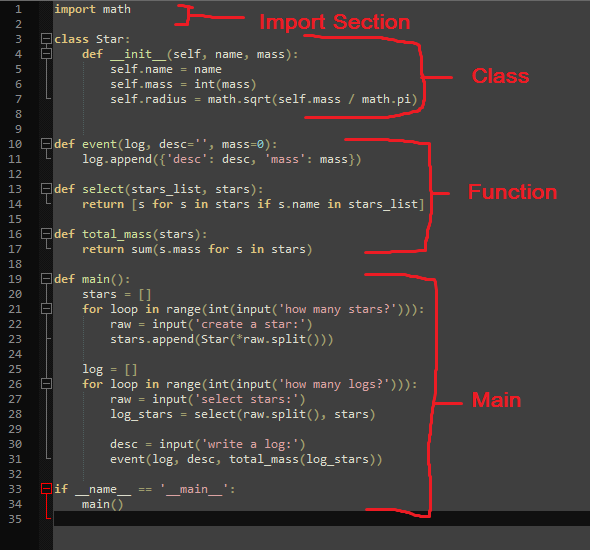 1 import math
2
Import Section
3 class Star:
4     def __init__(self, name, mass):
5         self.name = name
6         self.mass = int(mass)
7         self.radius = math.sqrt(self.mass / math.pi)
8
Class
9
10 def event(log, desc='', mass=0):
11     log.append({'desc': desc, 'mass': mass})
12
13 def select(stars_list, stars):
14     return [s for s in stars if s.name in stars_list]
15
16 def total_mass(stars):
17     return sum(s.mass for s in stars)
Function
18
19 def main():
20     stars = []
21     for loop in range(int(input('how many stars?'))):
22         raw = input('create a star:')
23         stars.append(Star(*raw.split()))
24
25     log = []
26     for loop in range(int(input('how many logs?'))):
27         raw = input('select stars:')
28         log_stars = select(raw.split(), stars)
29
30         desc = input('write a log:')
31         event(log, desc, total_mass(log_stars))
32
33 if __name__ == '__main__':
34     main()
Main
35